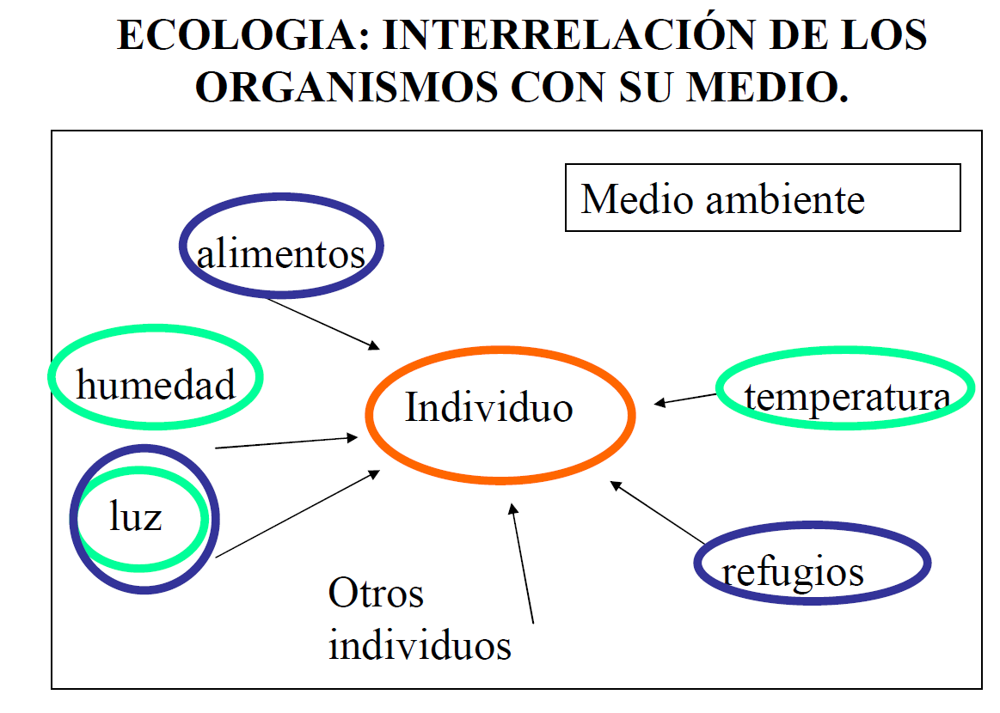 ECOLOGIA: INTERRELACIÓN DE LOS
ORGANISMOS CON SU MEDIO.
Medio ambiente
alimentos
humedad
Individuo
temperatura
luz
refugios
Otros
individuos